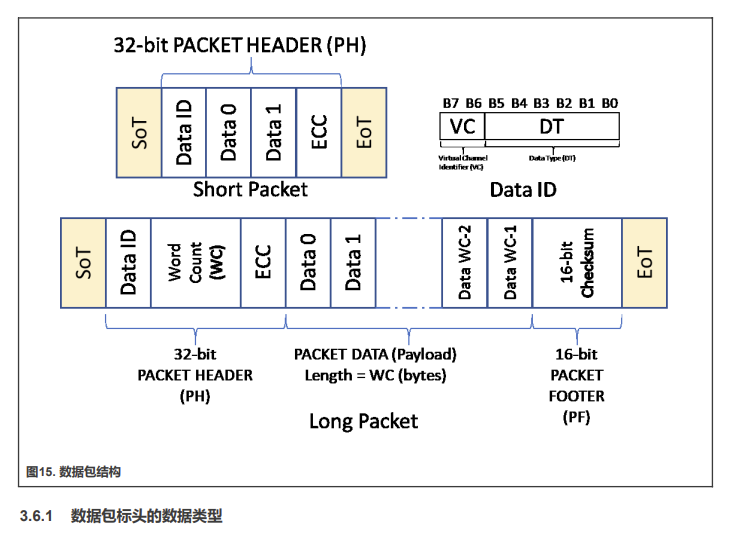 32-bit PACKET HEADER (PH)
SoT
Data ID
Data 0
Data 1
ECC
EoT
Short Packet
B7 B6 B5 B4 B3 B2 B1 B0
VC
DT
Virtual Channel
Identifier (VC)
Data Type (DT)
Data ID
SoT
Data ID
Word
Count
(WC)
ECC
Data 0
Data 1
Data WC-2
Data WC-1
16-bit
Checksum
EoT
32-bit
PACKET HEADER
(PH)
PACKET DATA (Payload)
Length = WC (bytes)
16-bit
PACKET
FOOTER
(PF)
Long Packet
图15. 数据包结构
3.6.1 数据包标头的数据类型